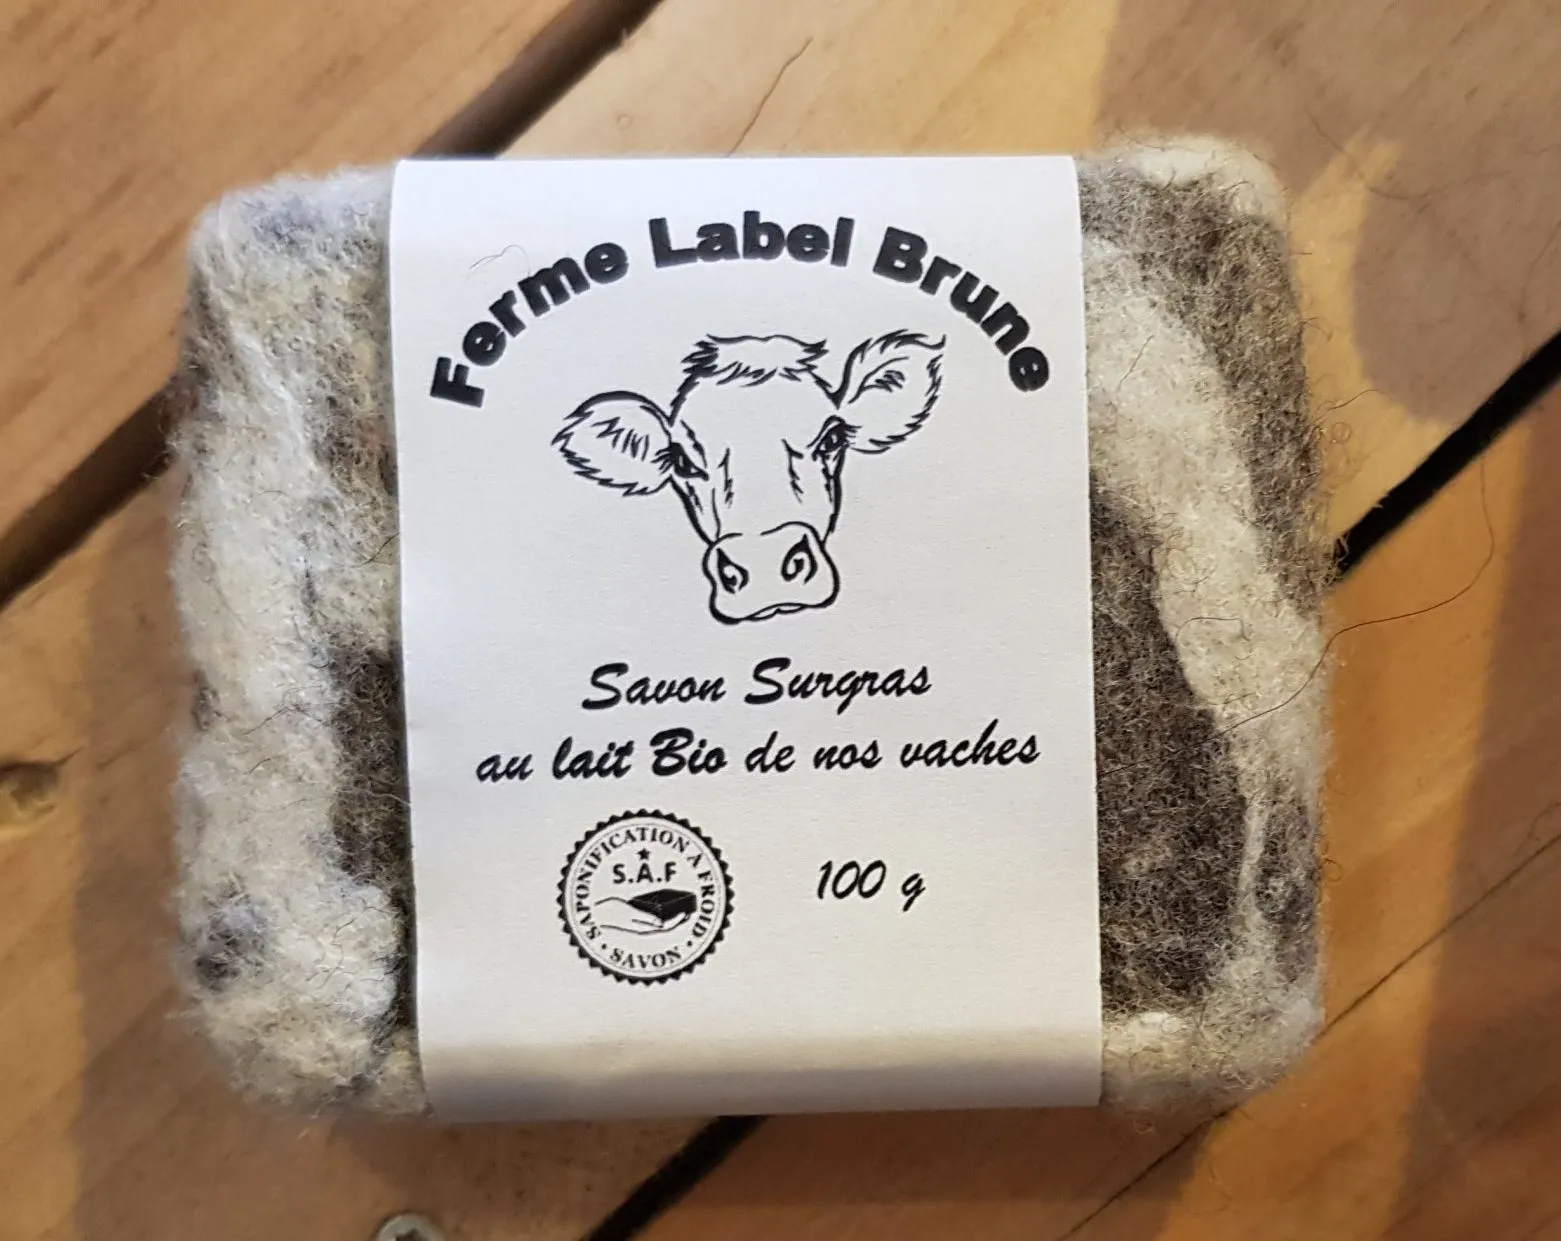 Ferme Label Brune
Savon Surgras
au lait Bio de nos vaches
SAPONIFICATION À FROID
S.A.F
• SAVON •
100 g